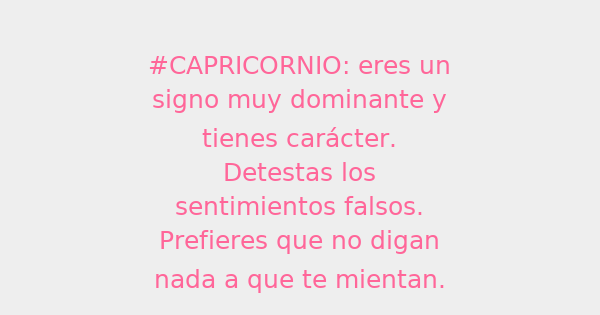 #CAPRICORNIO: eres un
signo muy dominante y
tienes carácter.
Detestas los
sentimientos falsos.
Prefieres que no digan
nada a que te mientan.